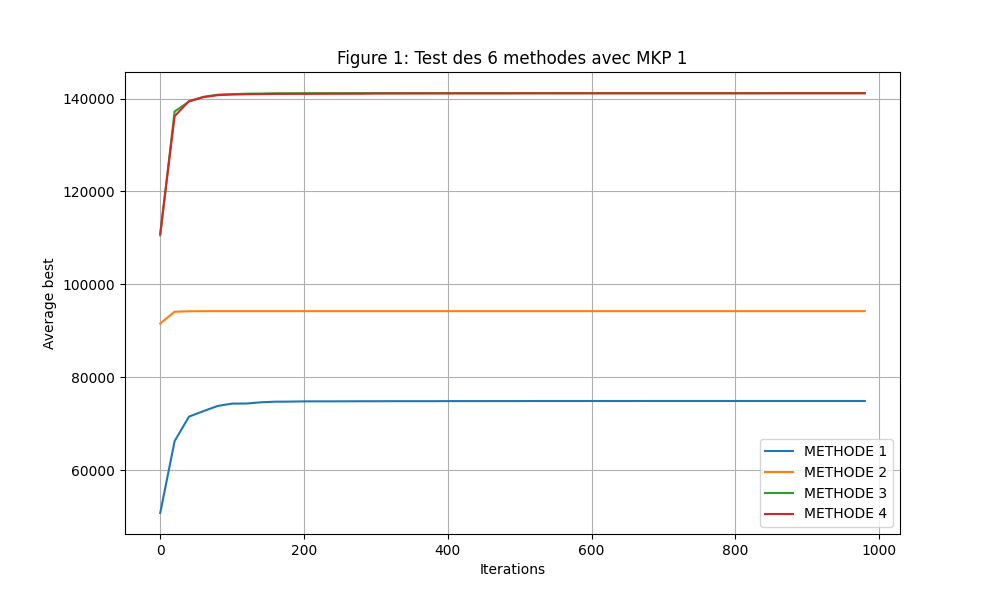 Figure 1: Test des 6 methodes avec MKP 1
Average best
140000
120000
100000
80000
60000
0 200 400 600 800 1000
Iterations
METHODE 1
METHODE 2
METHODE 3
METHODE 4